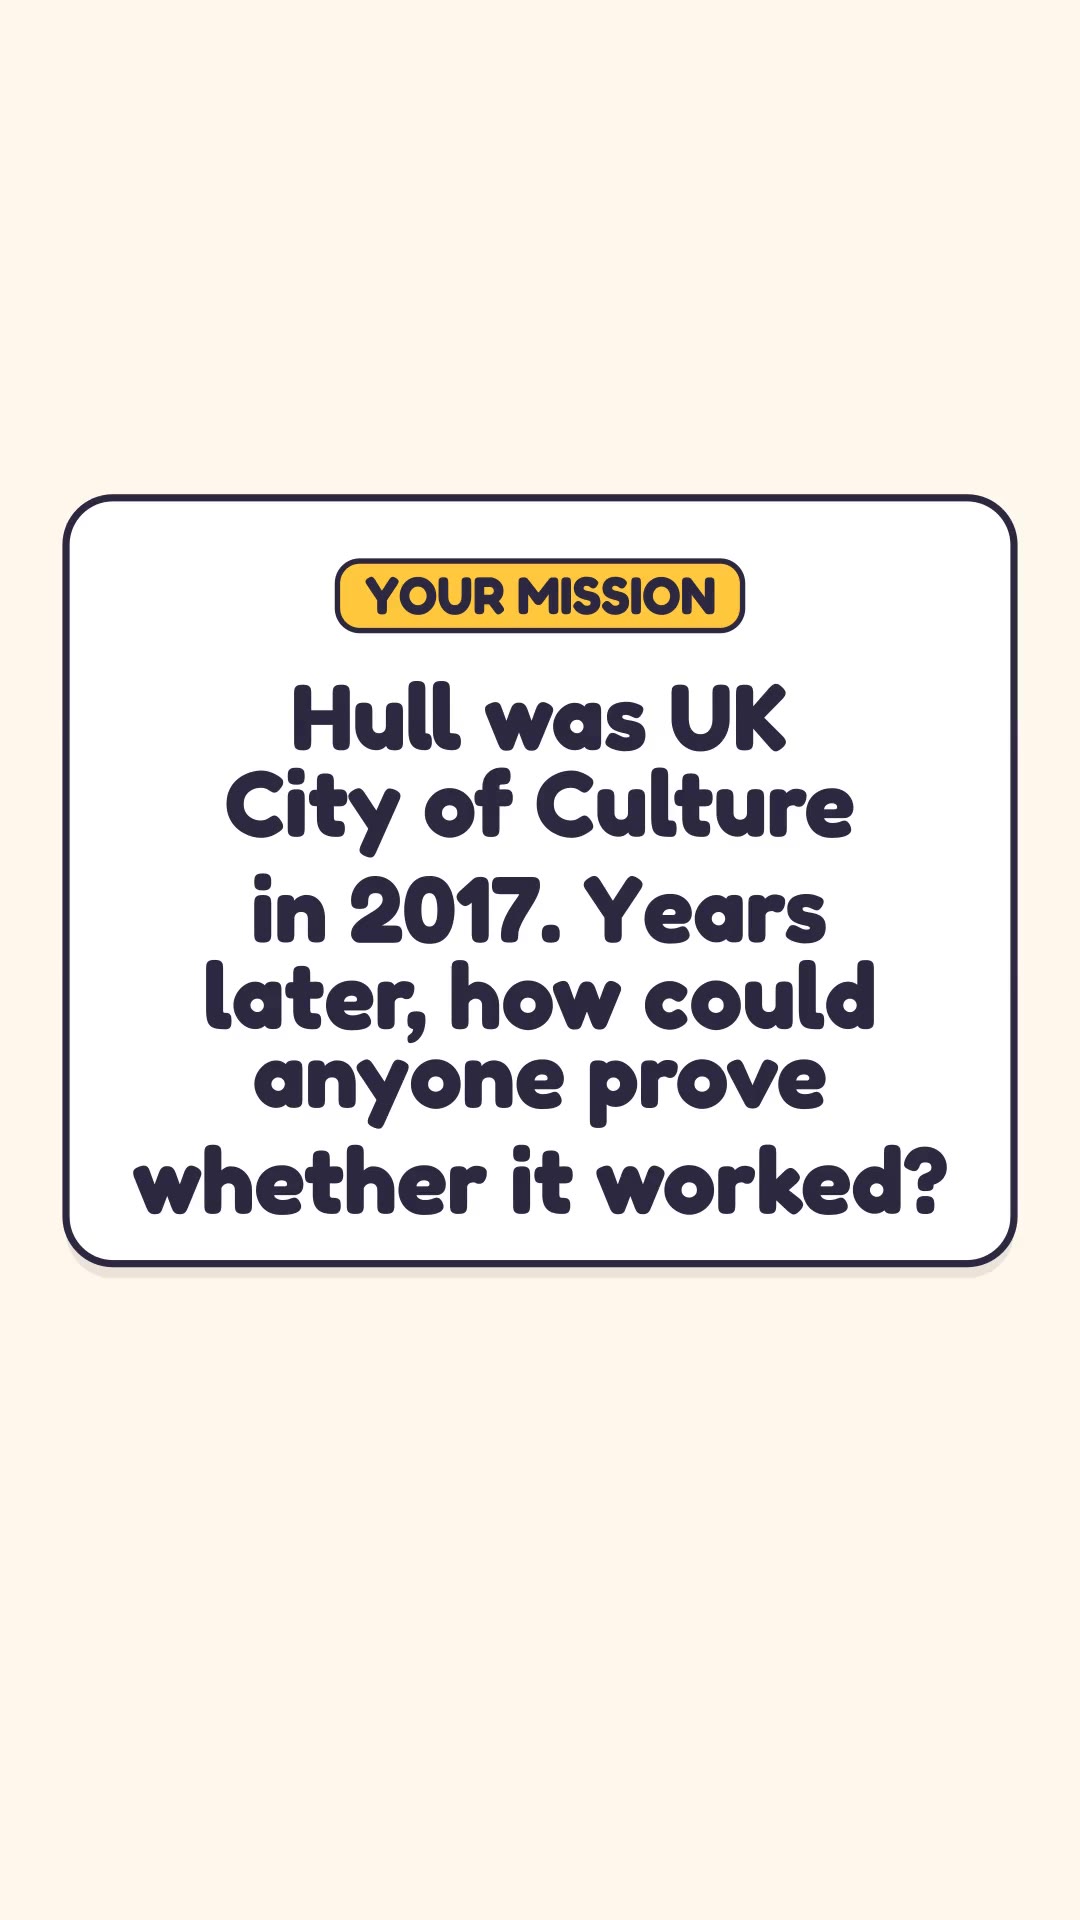 YOUR MISSION
Hull was UK
City of Culture
in 2017. Years
later, how could
anyone prove
whether it worked?